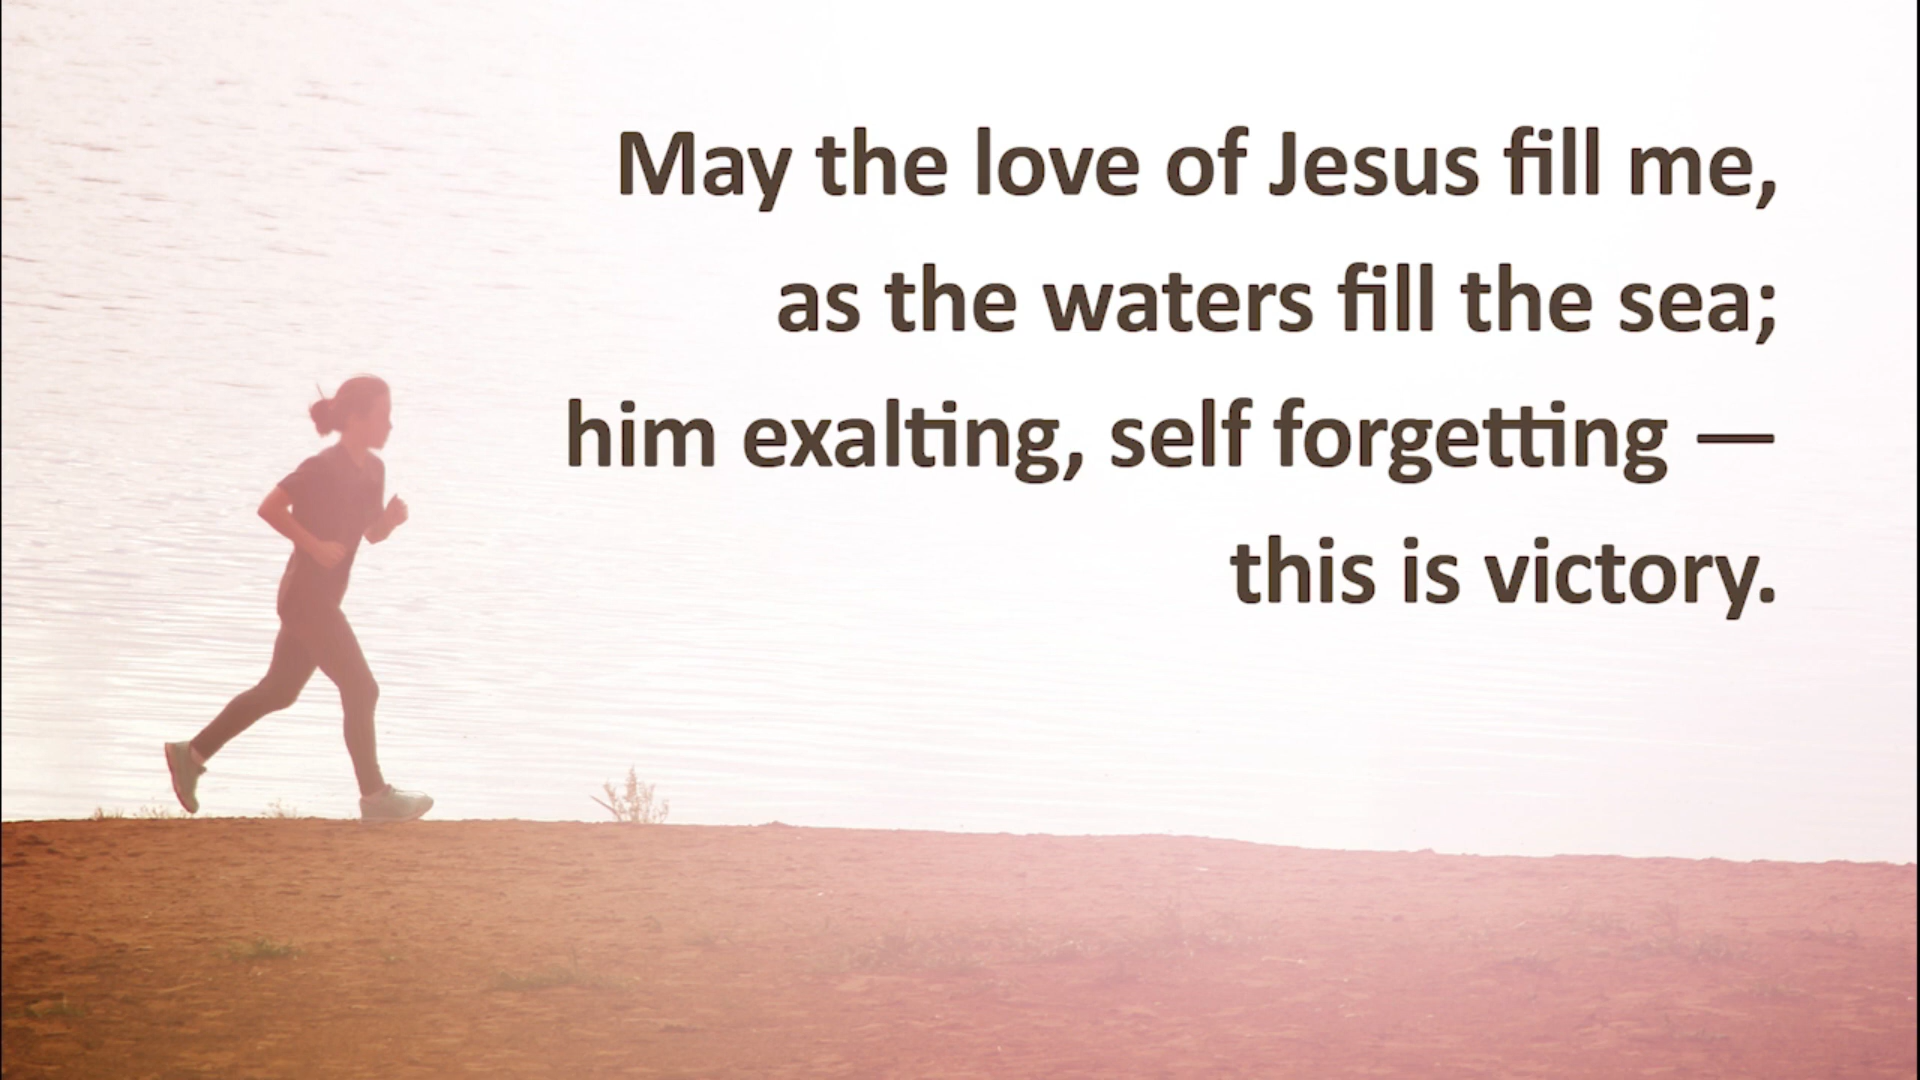 May the love of Jesus fill me,
as the waters fill the sea;
him exalting, self forgetting —
this is victory.